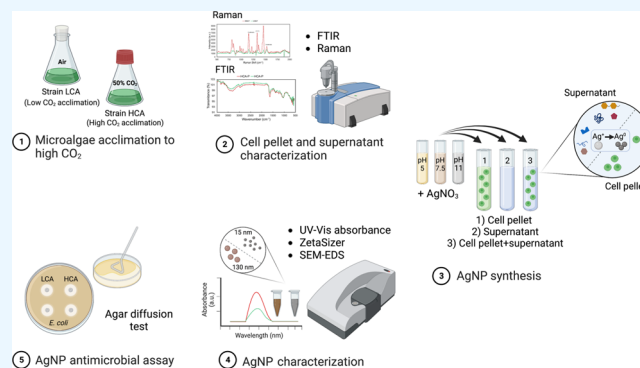 Air
Strain LCA
(Low CO₂ acclimation)
50% CO₂
Strain HCA
(High CO₂ acclimation)
1 Microalgae acclimation to
high CO₂
Raman
FTIR
• FTIR
• Raman
2 Cell pellet and supernatant
characterization
pH
5
pH
7.5
pH
11
+ AgNO₃
1
2
3
1) Cell pellet
2) Supernatant
3) Cell pellet+supernatant
Supernatant
Ag⁺ Ag⁰
Cell pelle
3 AgNP synthesis
15 nm
130 nm
• UV-Vis absorbance
• ZetaSizer
• SEM-EDS
Absorbance
(a.u.)
Wavelength (nm)
4 AgNP characterization
LCA HCA
E. coli
Agar diffusion
test
5 AgNP antimicrobial assay